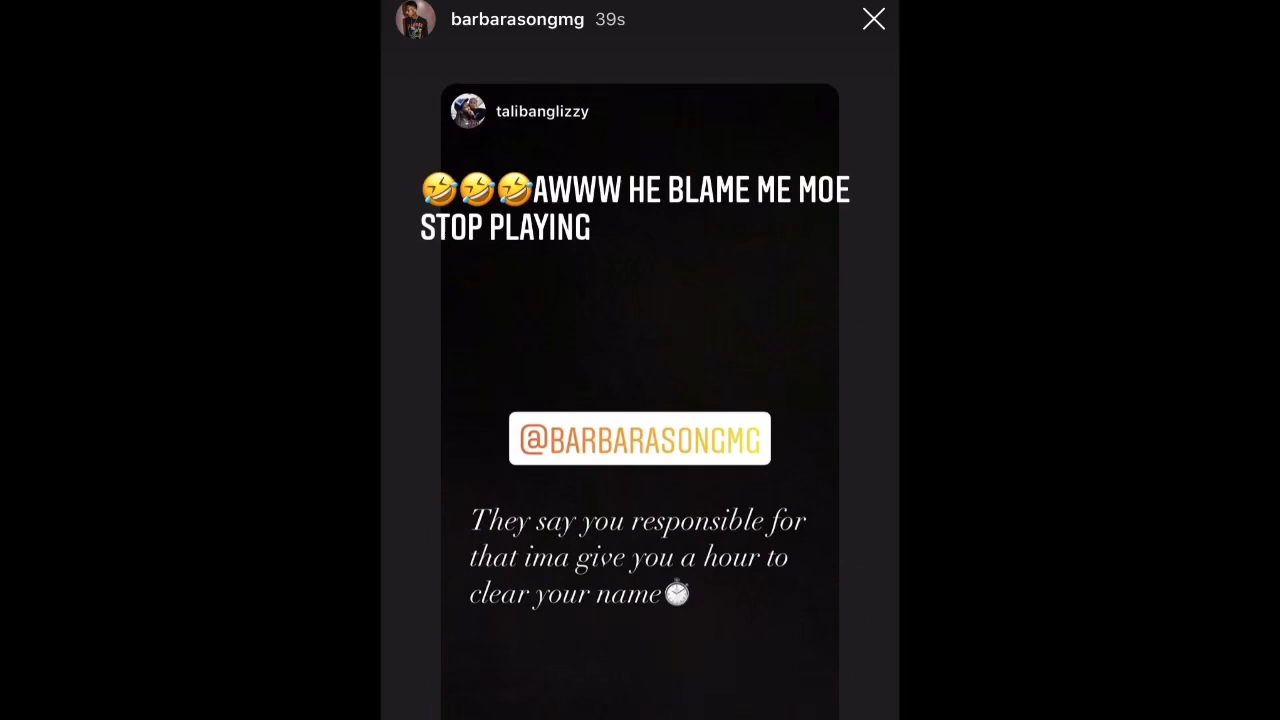 barbarasongmg 39s
talibanglizzy
🤣🤣🤣AWWW HE BLAME ME MOE
STOP PLAYING
@BARBARASONGMG
They say you responsible for
that ima give you a hour to
clear your name⏱️